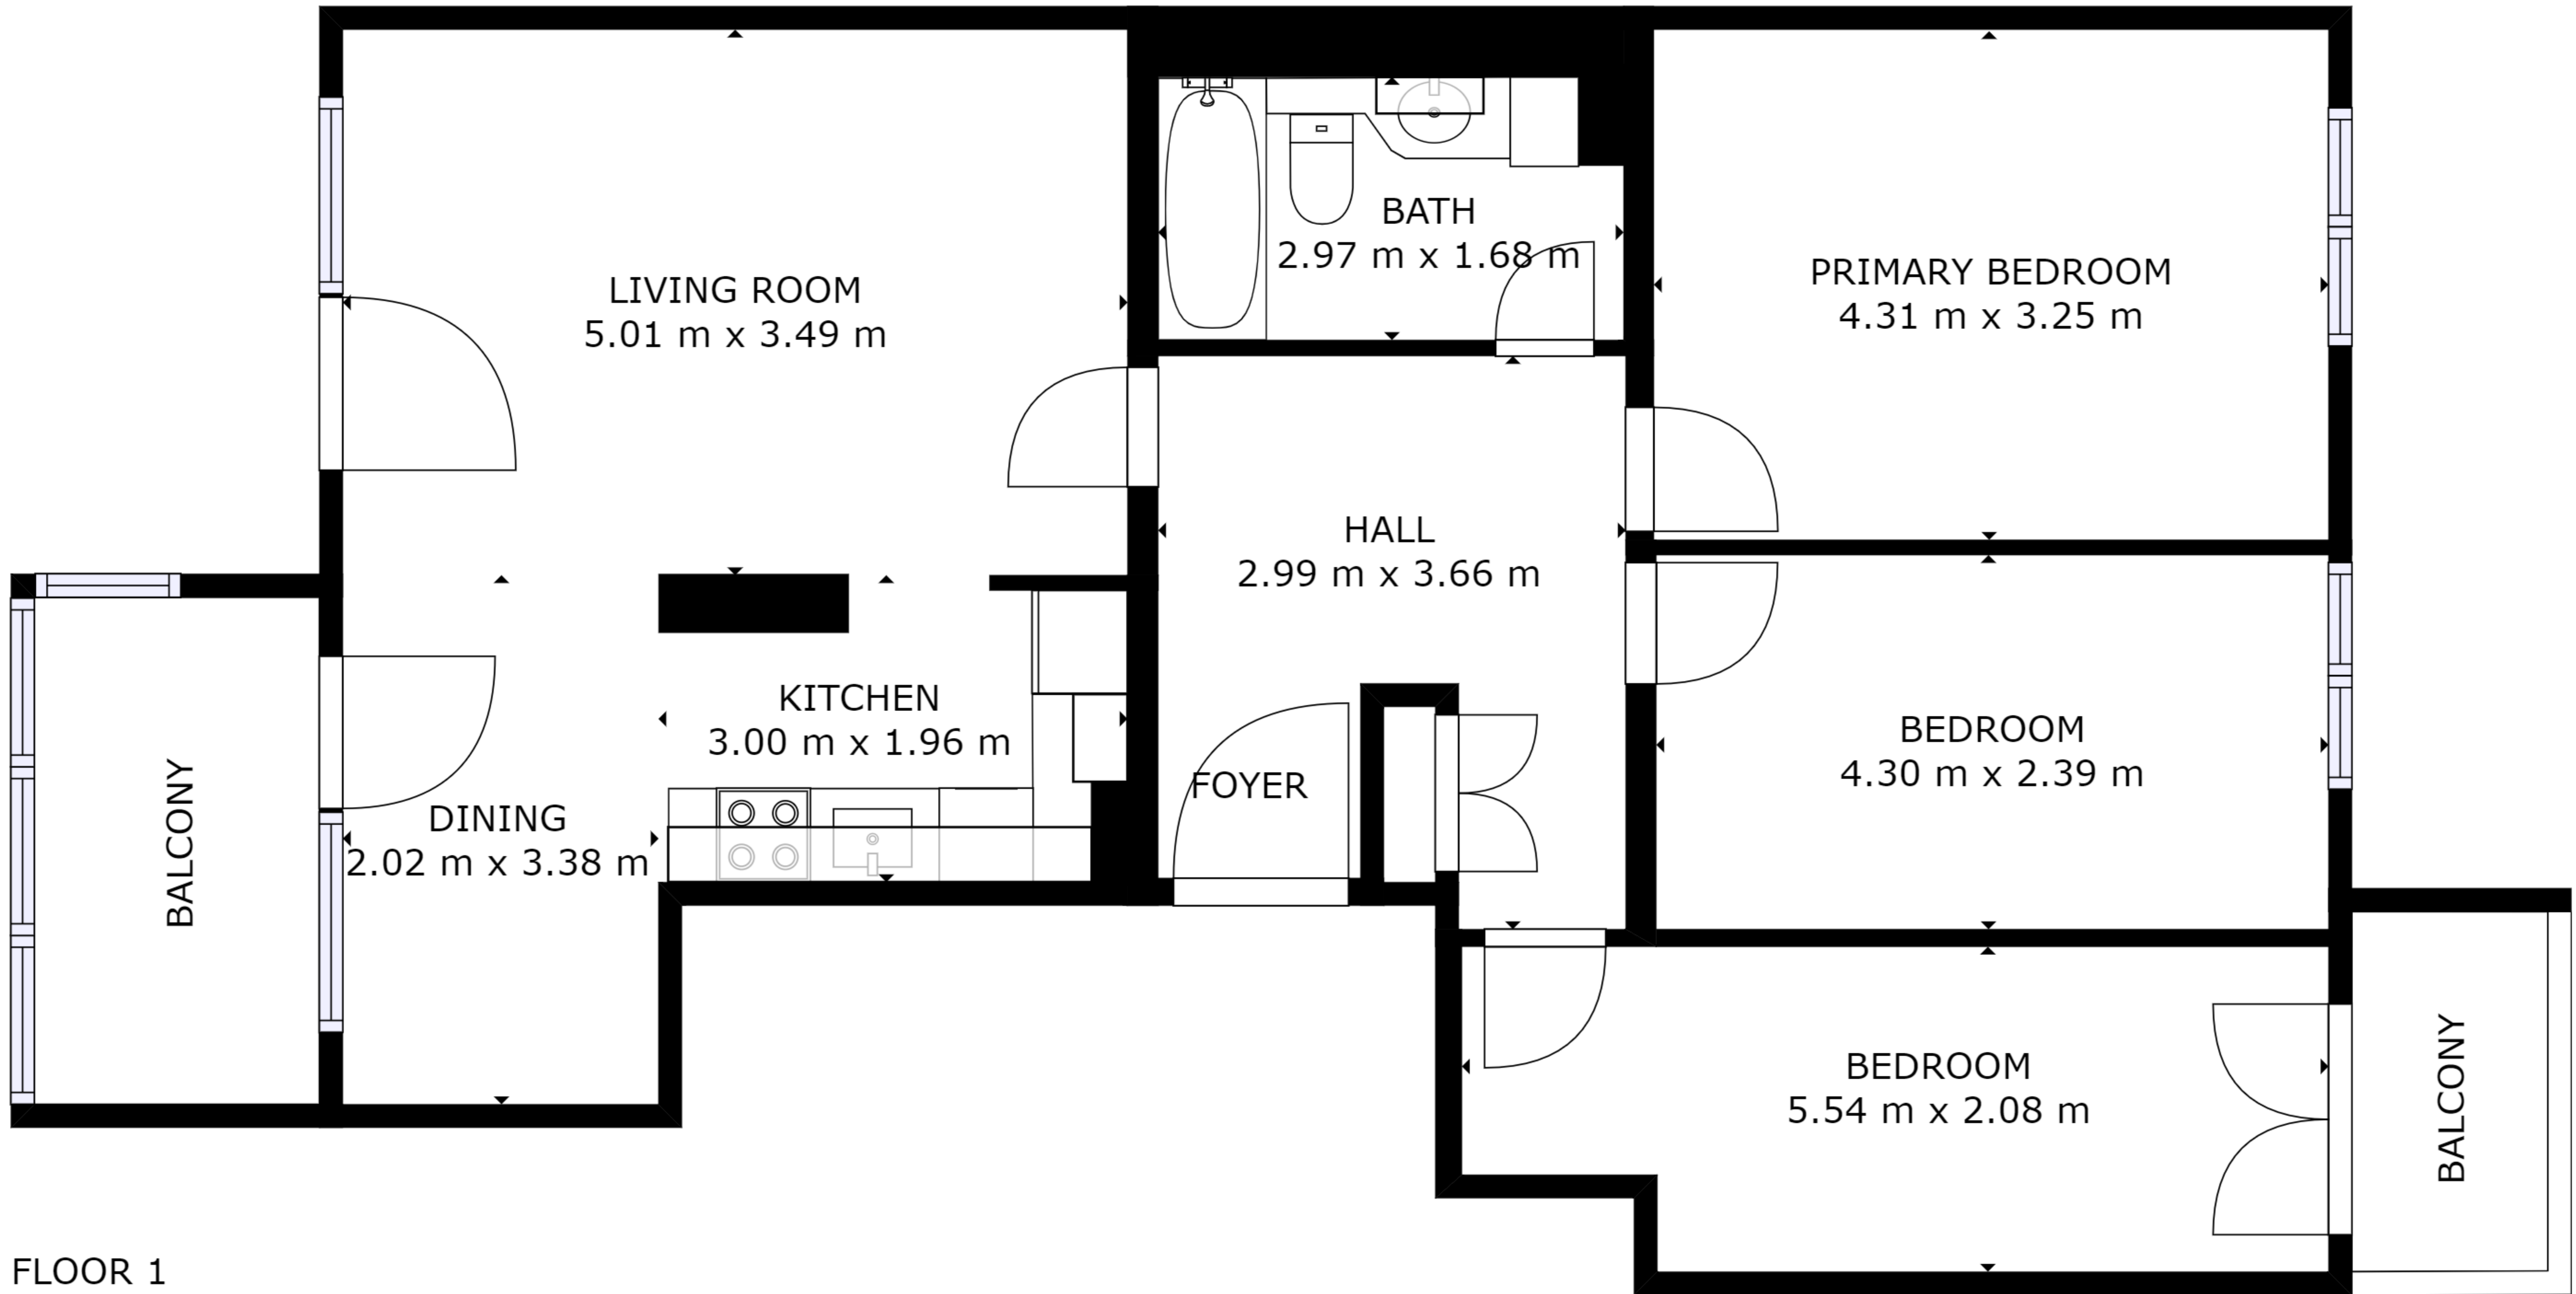 LIVING ROOM
5.01 m x 3.49 m
BATH
2.97 m x 1.68 m
PRIMARY BEDROOM
4.31 m x 3.25 m
HALL
2.99 m x 3.66 m
KITCHEN
3.00 m x 1.96 m
FOYER
BEDROOM
4.30 m x 2.39 m
BALCONY
DINING
2.02 m x 3.38 m
BEDROOM
5.54 m x 2.08 m
BALCONY
FLOOR 1